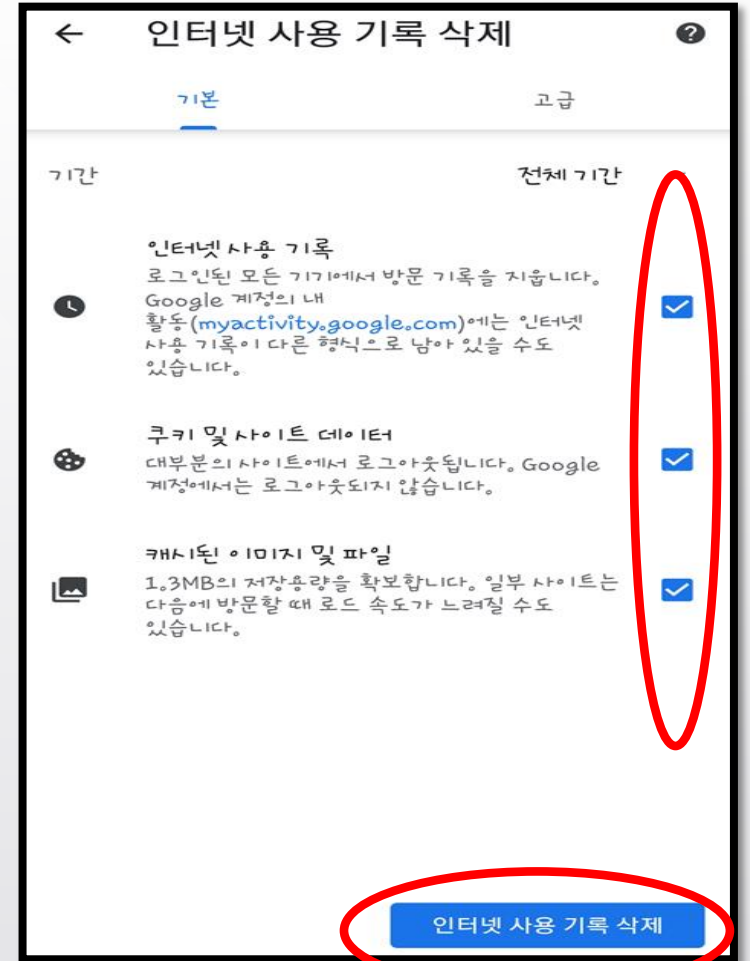 인터넷 사용 기록 삭제
기본 고급
기간 전체 기간
인터넷 사용 기록
로그인된 모든 기기에서 방문 기록을 지웁니다.
Google 계정의 내
활동(myactivity.google.com)에는 인터넷
사용 기록이 다른 형식으로 남아 있을 수도
있습니다.
쿠키 및 사이트 데이터
대부분의 사이트에서 로그아웃됩니다. Google
계정에서는 로그아웃되지 않습니다.
캐시된 이미지 및 파일
1.3MB의 저장용량을 확보합니다. 일부 사이트는
다음에 방문할 때 로드 속도가 느려질 수도
있습니다.
인터넷 사용 기록 삭제